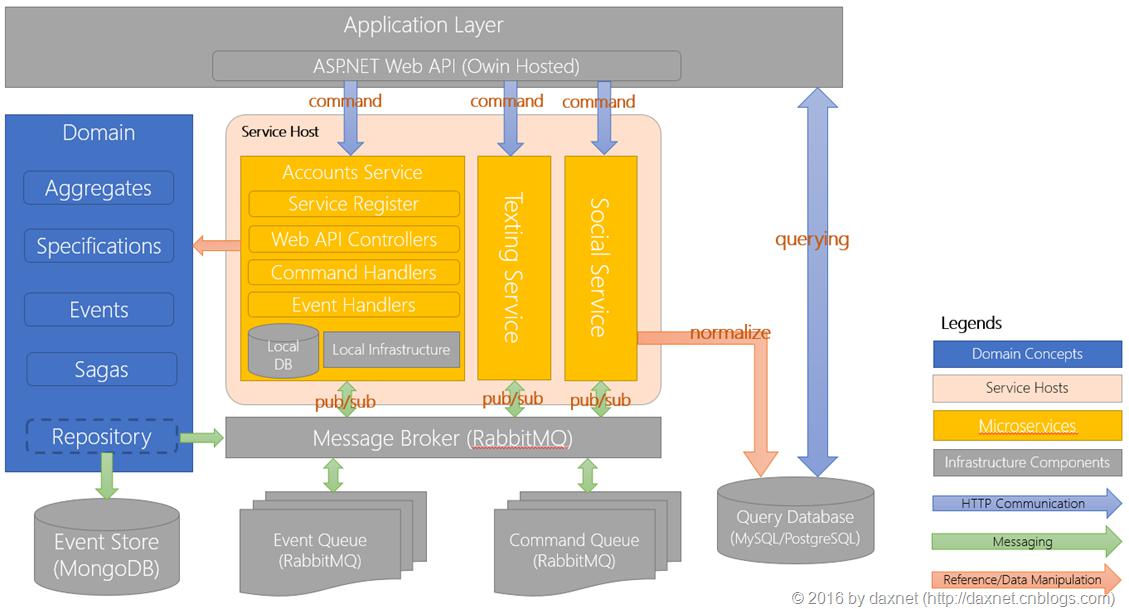 Application Layer
ASP.NET Web API (Owin Hosted)
command
command
command
Domain
Aggregates
Specifications
Events
Sagas
Repository
Service Host
Accounts Service
Service Register
Web API Controllers
Command Handlers
Event Handlers
Local
DB
Local Infrastructure
Texting Service
Social Service
querying
normalize
pub/sub
pub/sub
pub/sub
Message Broker (RabbitMQ)
Event Store
(MongoDB)
Event Queue
(RabbitMQ)
Command Queue
(RabbitMQ)
Query Database
(MySQL/PostgreSQL)
Legends
Domain Concepts
Service Hosts
Microservices
Infrastructure Components
HTTP Communication
Messaging
Reference/Data Manipulation
© 2016 by daxnet (http://daxnet.cnblogs.com)